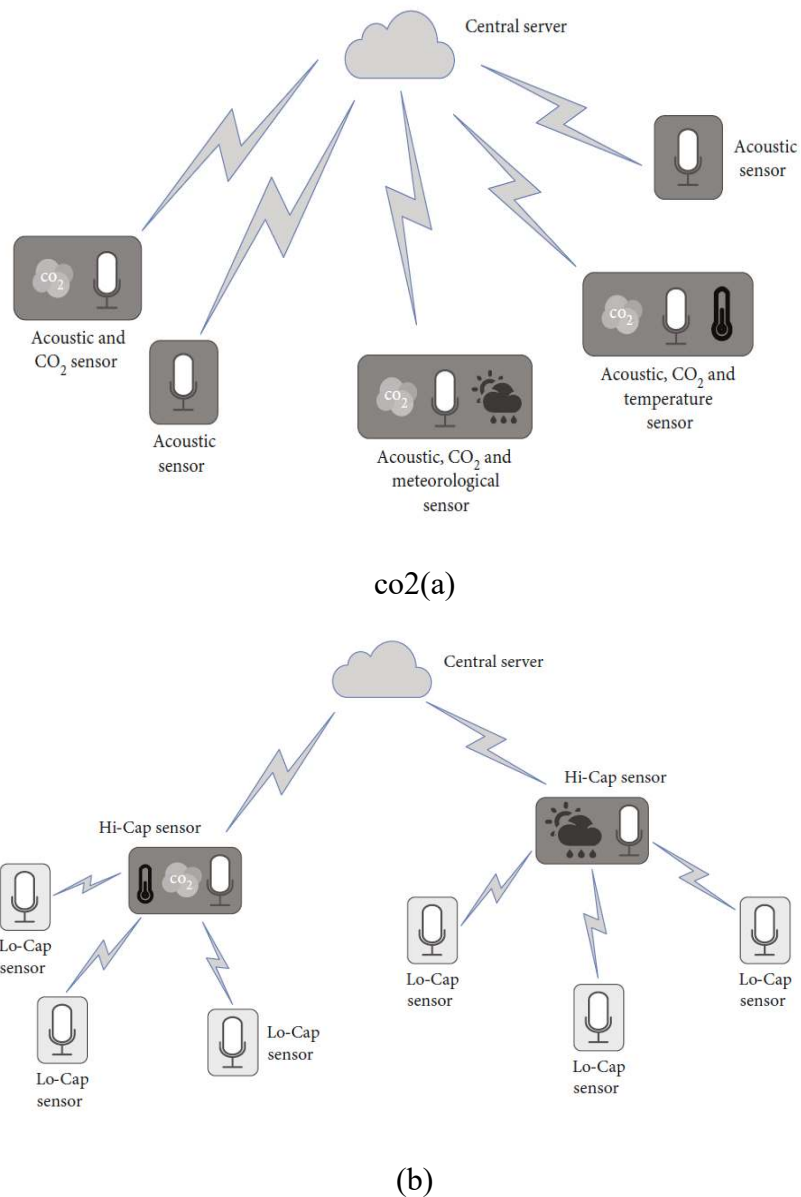 Central server
Acoustic
sensor
co₂
Acoustic and
CO₂ sensor
co₂
Acoustic, CO₂ and
temperature
sensor
Acoustic
sensor
co₂
Acoustic, CO₂ and
meteorological
sensor
co2(a)
Central server
Hi-Cap sensor
Hi-Cap sensor
co₂
Lo-Cap
sensor
Lo-Cap
sensor
Lo-Cap
sensor
Lo-Cap
sensor
Lo-Cap
sensor
Lo-Cap
sensor
(b)